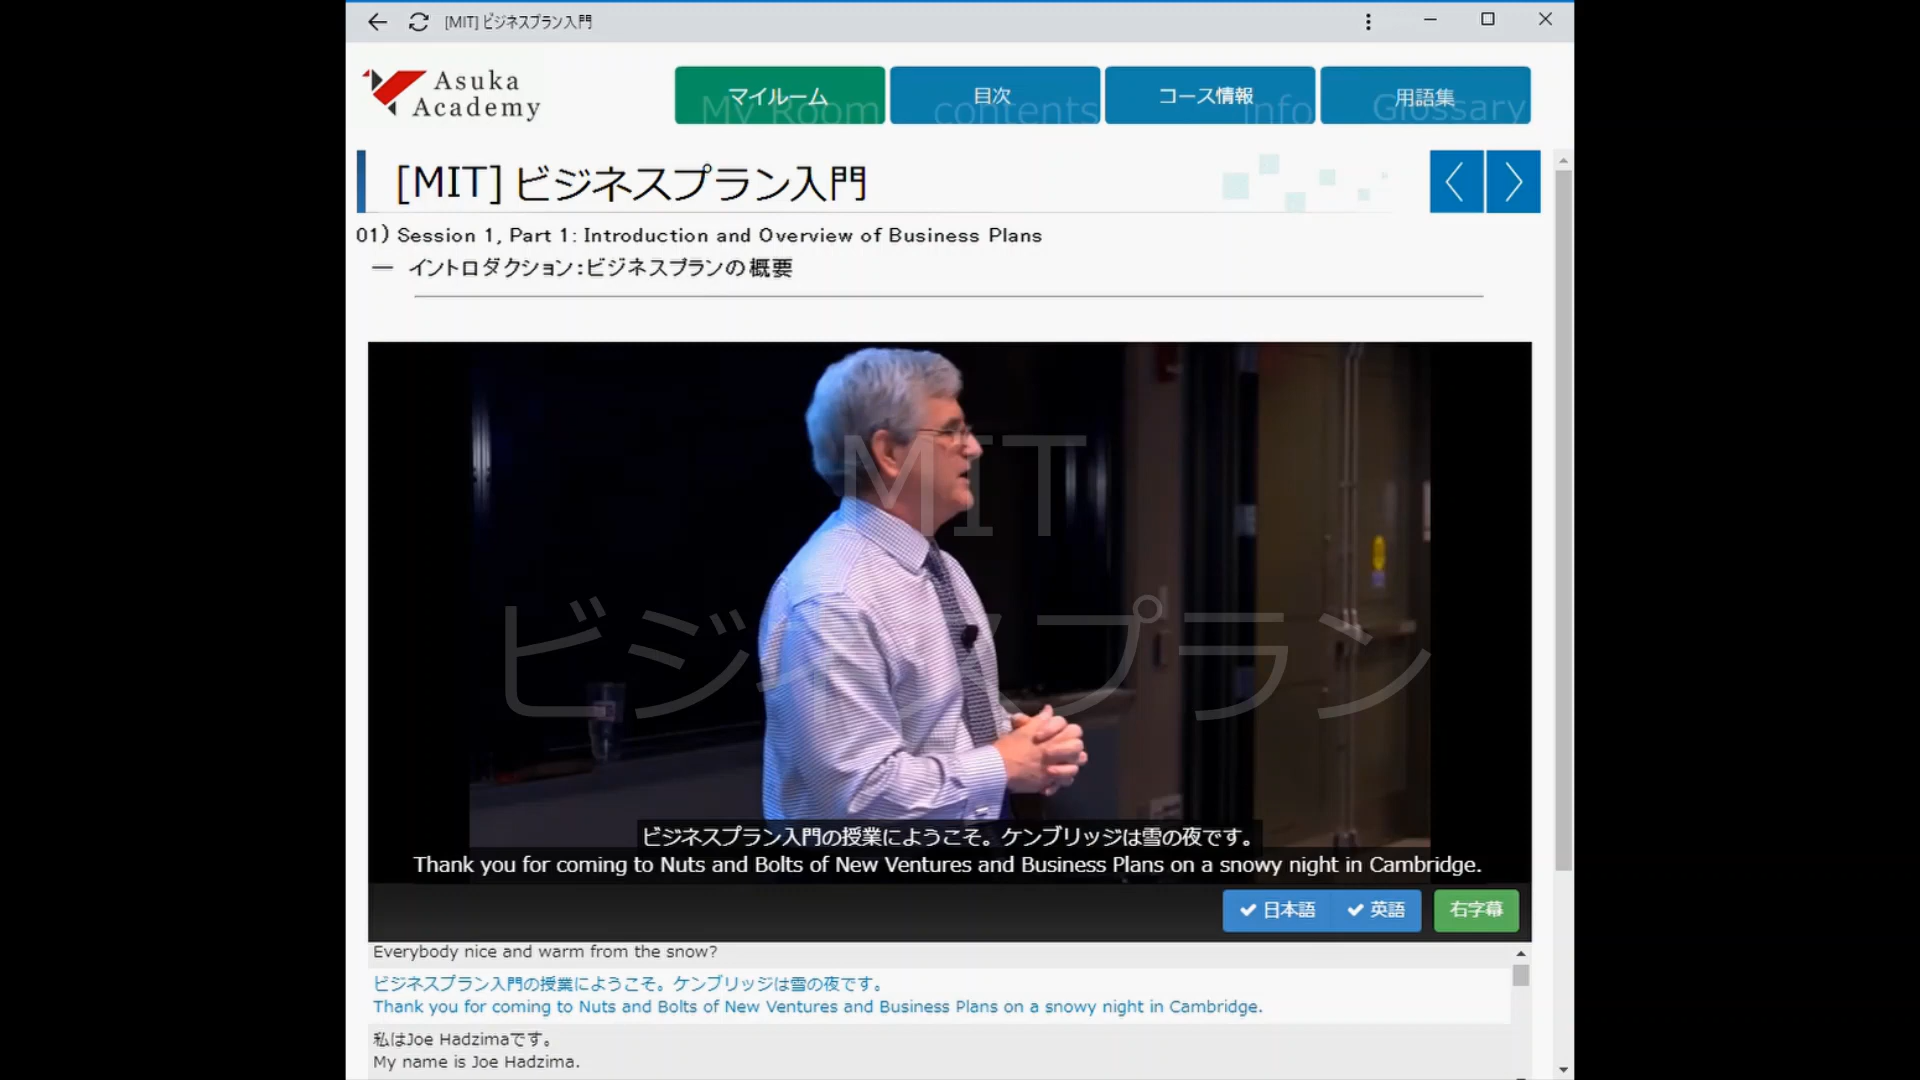 [MIT] ビジネスプラン入門
Asuka
Academy
マイルーム
My Room
目次
contents
コース情報
info
用語集
Glossary
[MIT] ビジネスプラン入門
01) Session 1, Part 1: Introduction and Overview of Business Plans
― イントロダクション：ビジネスプランの概要
MIT
ビジネスプラン
ビジネスプラン入門の授業にようこそ。ケンブリッジは雪の夜です。
Thank you for coming to Nuts and Bolts of New Ventures and Business Plans on a snowy night in Cambridge.
日本語
英語
右字幕
Everybody nice and warm from the snow?
ビジネスプラン入門の授業にようこそ。ケンブリッジは雪の夜です。
Thank you for coming to Nuts and Bolts of New Ventures and Business Plans on a snowy night in Cambridge.
私はJoe Hadzimaです。
My name is Joe Hadzima.